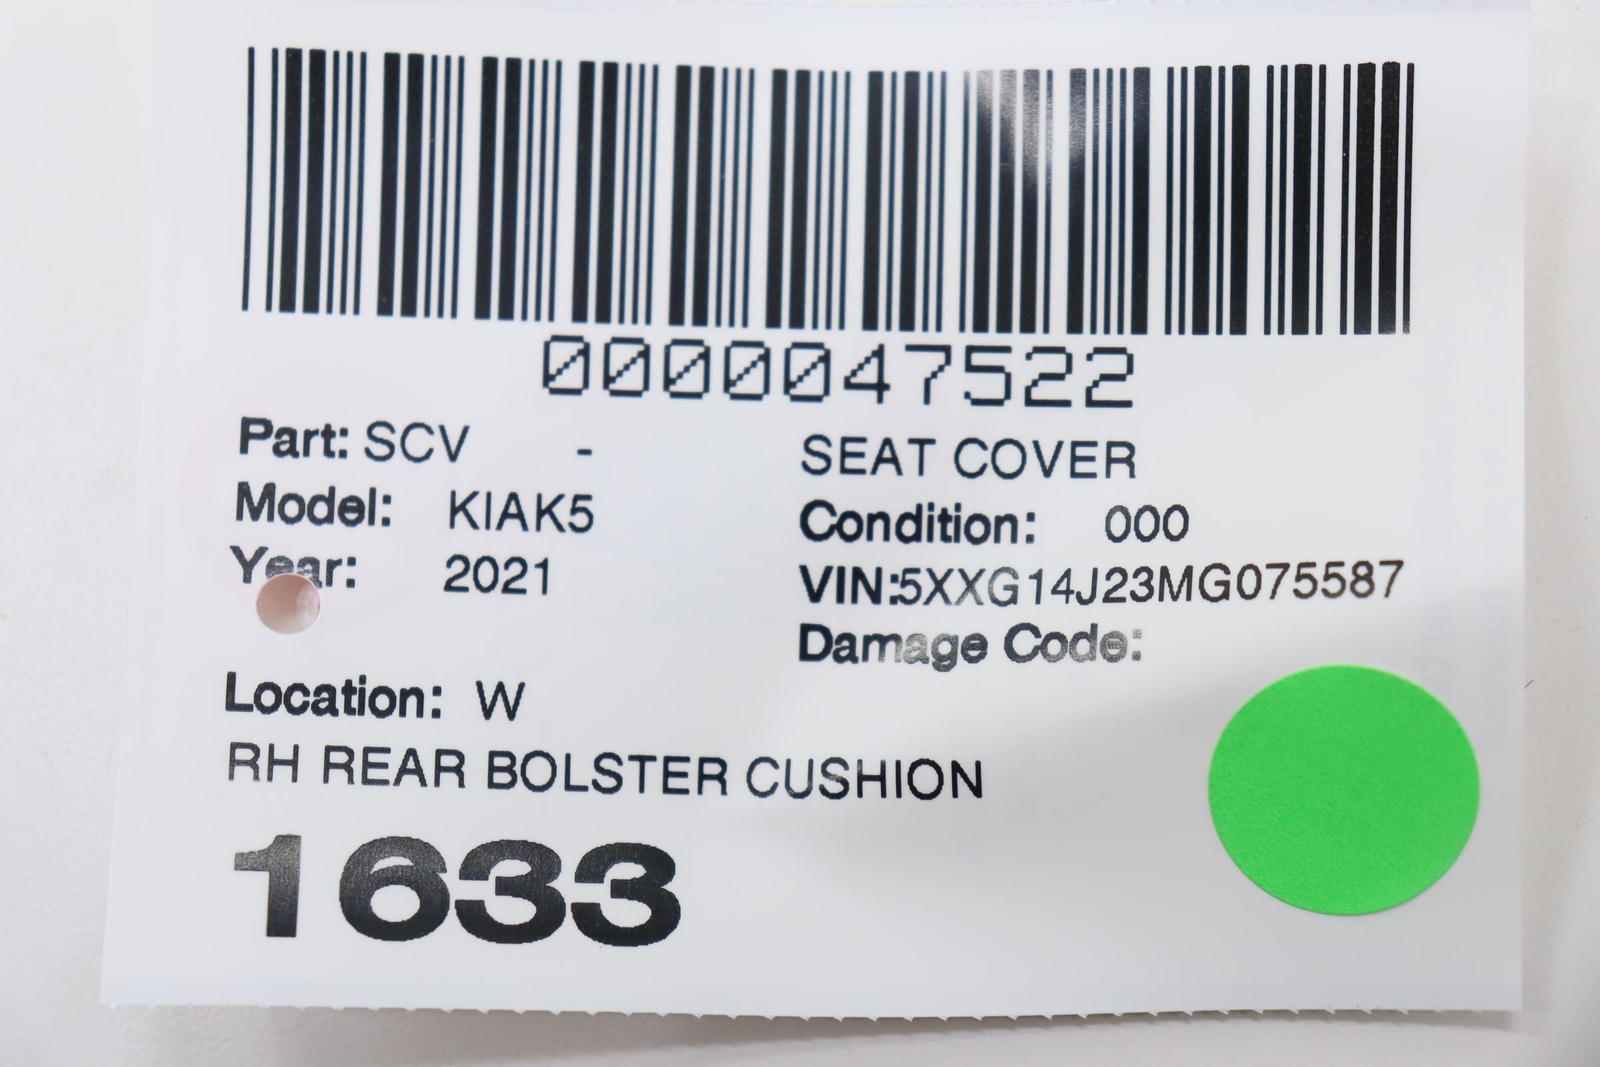 0000047522
Part: SCV - SEAT COVER
Model: KIAK5 Condition: 000
Year: 2021 VIN:5XXG14J23MG075587
Damage Code:
Location: W
RH REAR BOLSTER CUSHION
1633